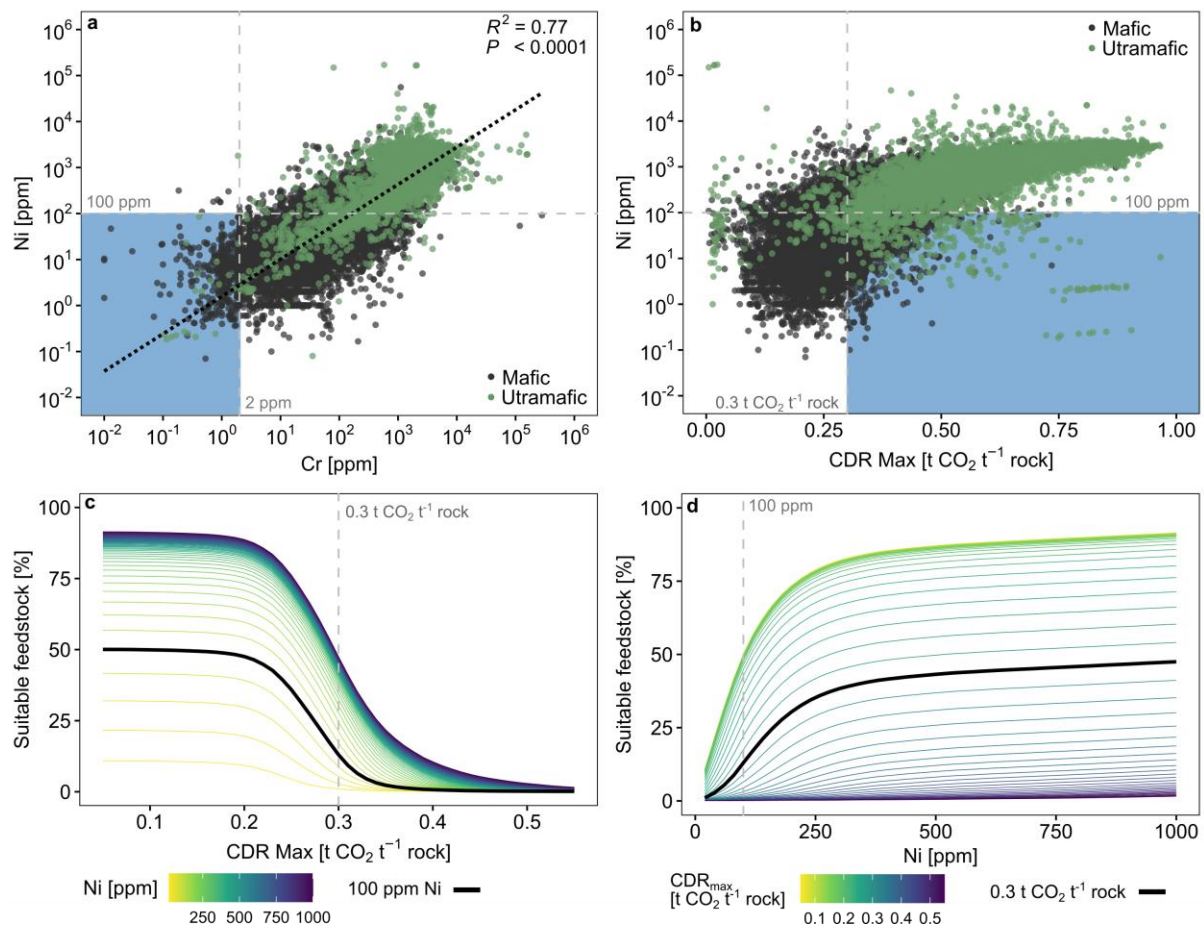 a
R² = 0.77
P < 0.0001
Ni [ppm]
10⁶
10⁵
10⁴
10³
10²
10¹
10⁰
10⁻¹
10⁻²
100 ppm
2 ppm
Mafic
Utramafic
10⁻² 10⁻¹ 10⁰ 10¹ 10² 10³ 10⁴ 10⁵ 10⁶
Cr [ppm]
b
Mafic
Utramafic
Ni [ppm]
10⁶
10⁵
10⁴
10³
10²
10¹
10⁰
10⁻¹
10⁻²
100 ppm
0.3 t CO₂ t⁻¹ rock
0.00 0.25 0.50 0.75 1.00
CDR Max [t CO₂ t⁻¹ rock]
c
0.3 t CO₂ t⁻¹ rock
Suitable feedstock [%]
100
75
50
25
0
0.1 0.2 0.3 0.4 0.5
CDR Max [t CO₂ t⁻¹ rock]
Ni [ppm]
250 500 750 1000
100 ppm Ni
d
100 ppm
Suitable feedstock [%]
100
75
50
25
0
0 250 500 750 1000
Ni [ppm]
CDRmax
[t CO₂ t⁻¹ rock]
0.1 0.2 0.3 0.4 0.5
0.3 t CO₂ t⁻¹ rock